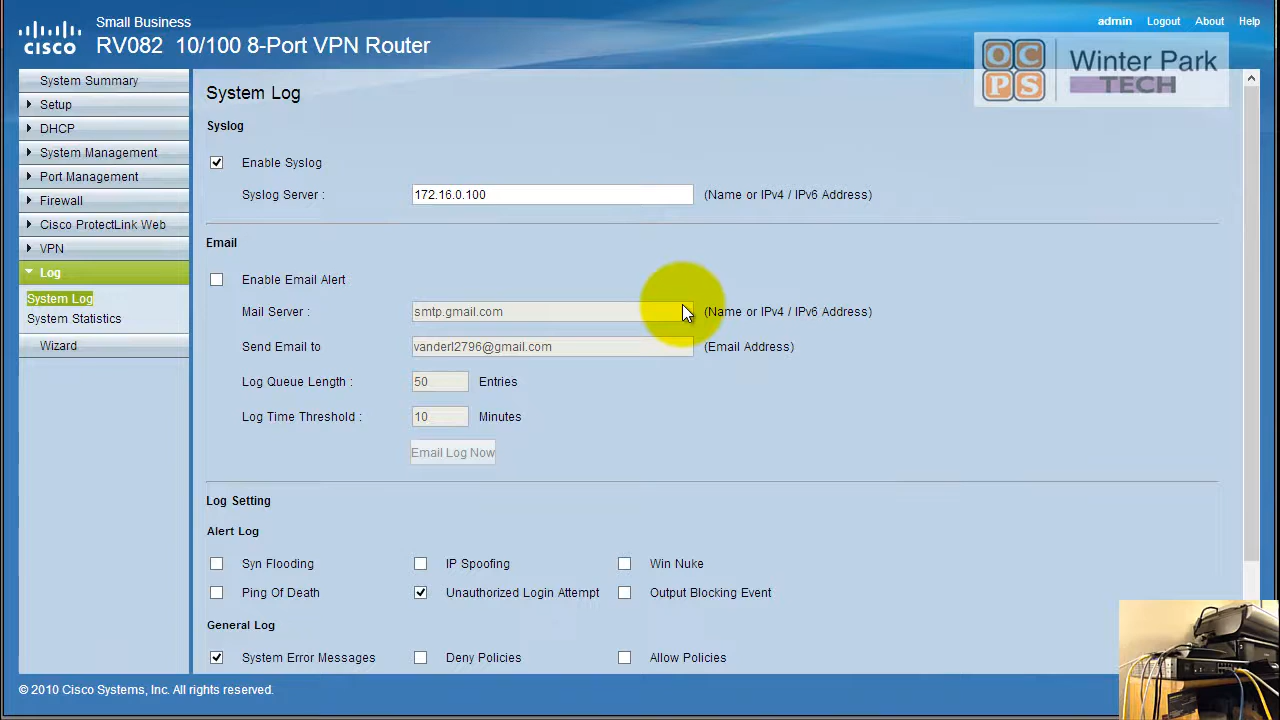 Small Business
CISCO RV082 10/100 8-Port VPN Router
admin Logout About Help
OCPS Winter Park TECH
System Summary
Setup
DHCP
System Management
Port Management
Firewall
Cisco ProtectLink Web
VPN
Log
System Log
System Statistics
Wizard
System Log
Syslog
Enable Syslog
Syslog Server : 172.16.0.100 (Name or IPv4 / IPv6 Address)
Email
Enable Email Alert
Mail Server : smtp.gmail.com (Name or IPv4 / IPv6 Address)
Send Email to vanderl2796@gmail.com (Email Address)
Log Queue Length : 50 Entries
Log Time Threshold : 10 Minutes
Email Log Now
Log Setting
Alert Log
Syn Flooding IP Spoofing Win Nuke
Ping Of Death Unauthorized Login Attempt Output Blocking Event
General Log
System Error Messages Deny Policies Allow Policies
© 2010 Cisco Systems, Inc. All rights reserved.